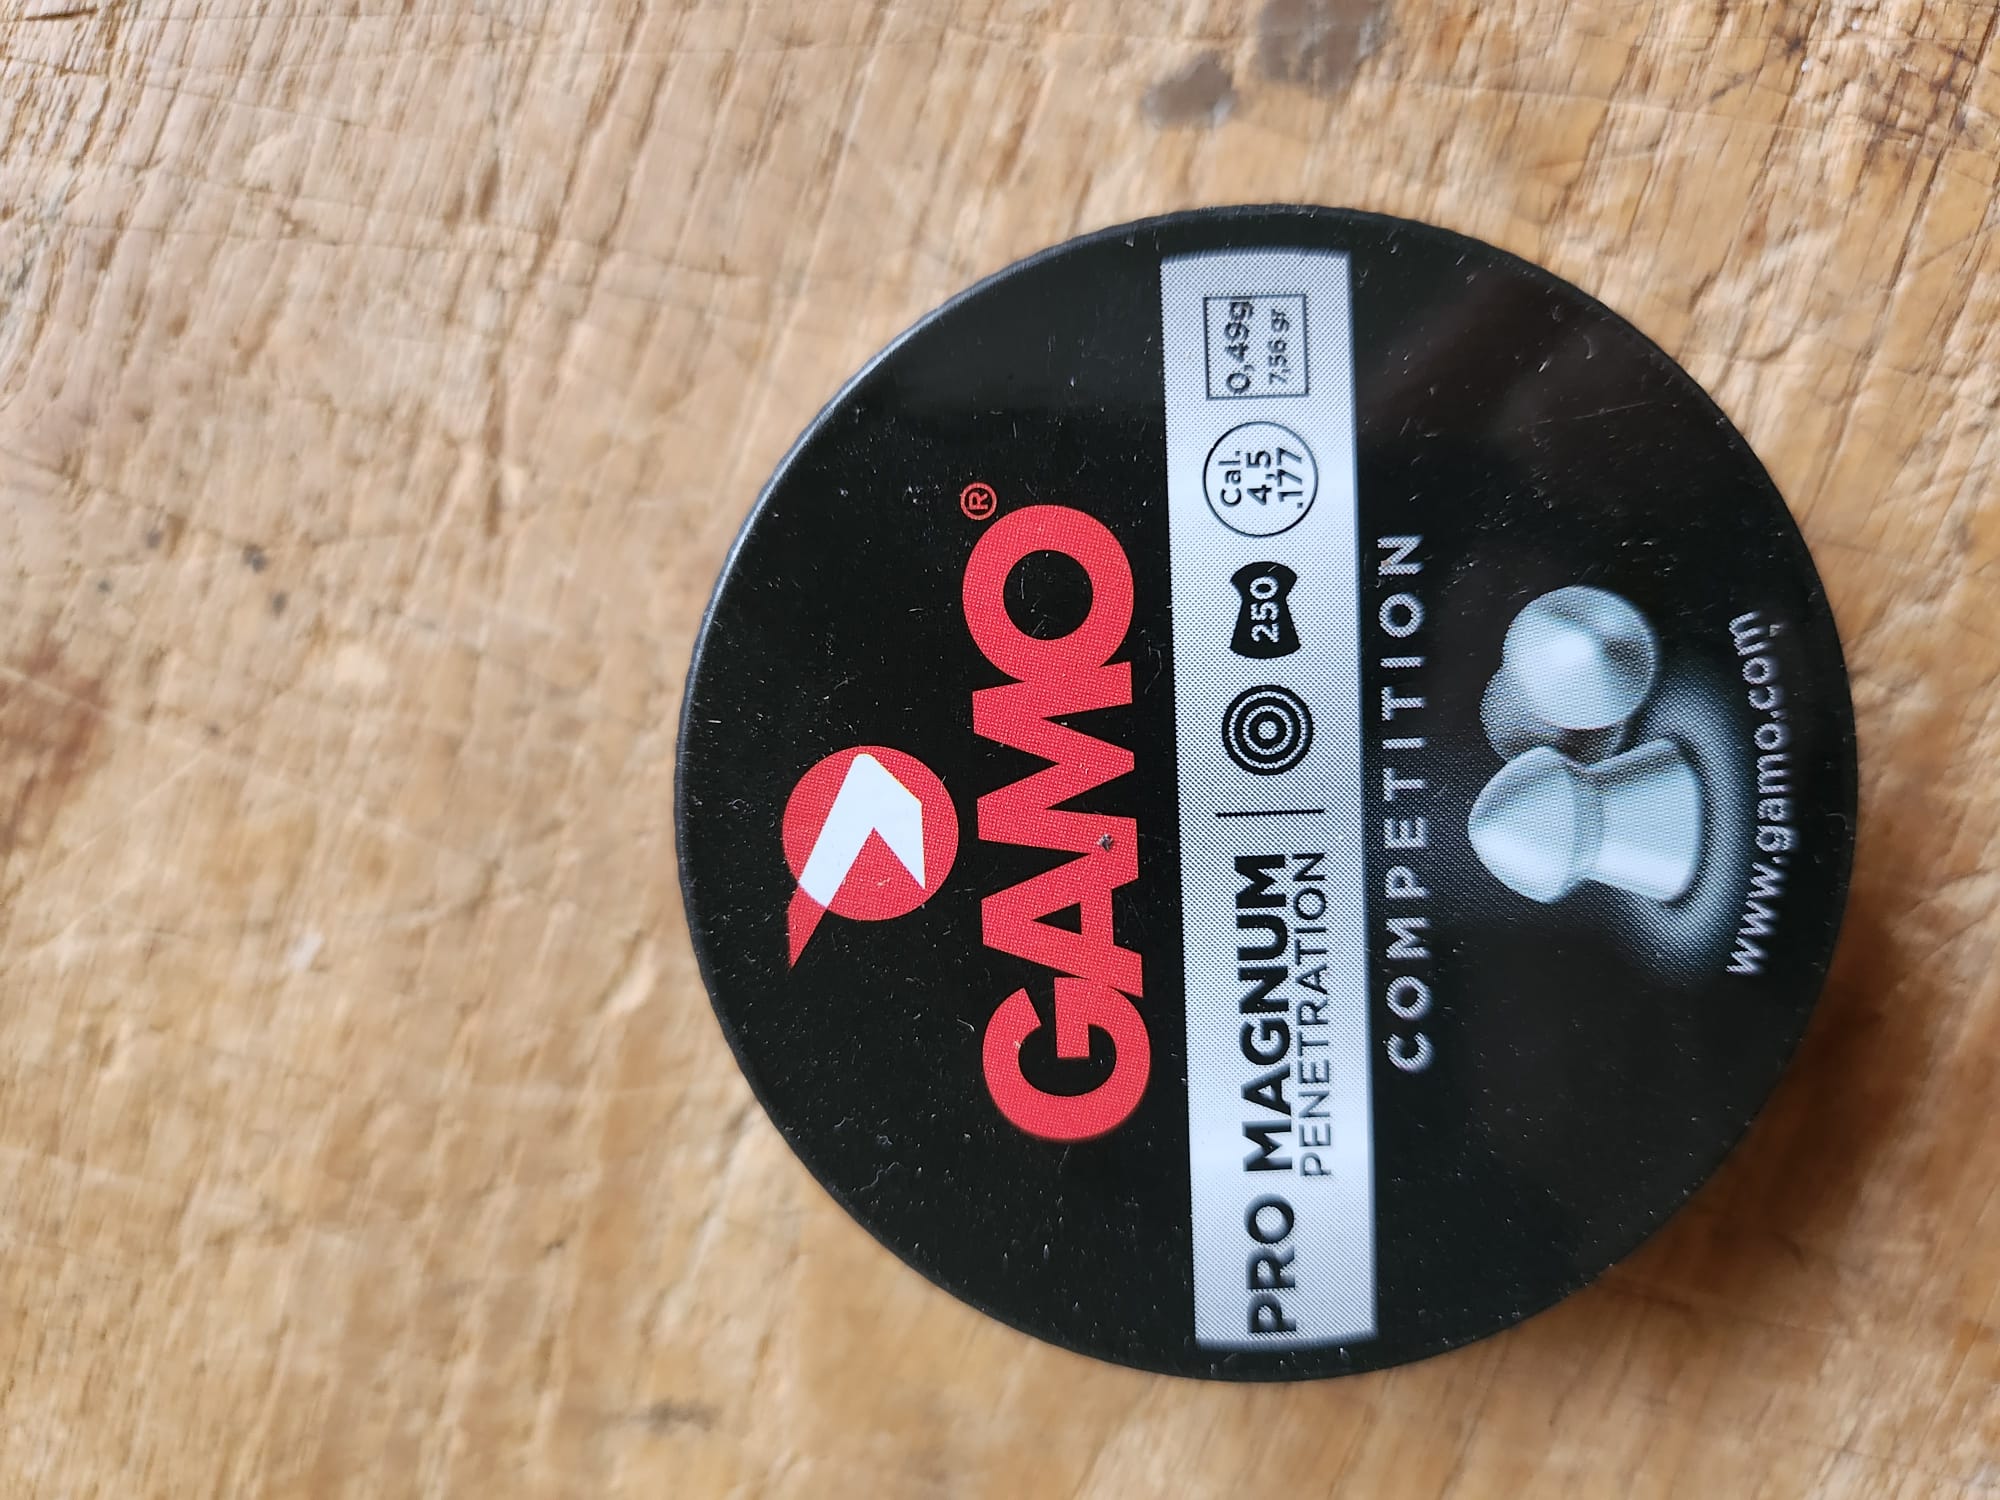 GAMO®
PRO MAGNUM
PENETRATION
250
Cal.
4,5
.177
0,49g
7,56 gr
COMPETITION
www.gamo.com